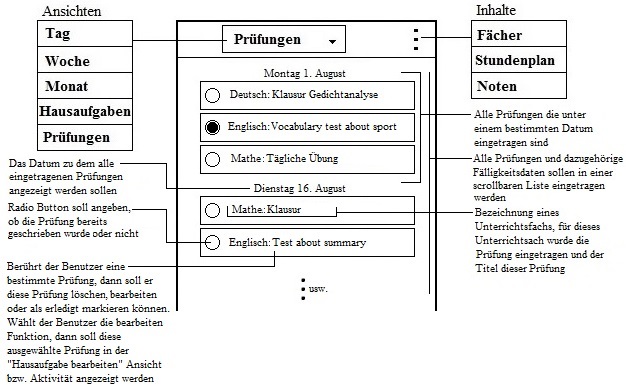 Ansichten
Tag
Woche
Monat
Hausaufgaben
Prüfungen
Prüfungen
Inhalte
Fächer
Stundenplan
Noten
Montag 1. August
Deutsch: Klausur Gedichtanalyse
Englisch: Vocabulary test about sport
Mathe: Tägliche Übung
Dienstag 16. August
Mathe: Klausur
Englisch: Test about summary
usw.
Das Datum zu dem alle
eingetragenen Prüfungen
angezeigt werden sollen
Radio Button soll angeben,
ob die Prüfung bereits
geschrieben wurde oder nicht
Berührt der Benutzer eine
bestimmte Prüfung, dann soll er
diese Prüfung löschen, bearbeiten
oder als erledigt markieren können.
Wählt der Benutzer die bearbeiten
Funktion, dann soll diese
ausgewählte Prüfung in der
"Hausaufgabe bearbeiten" Ansicht
bzw. Aktivität angezeigt werden
Alle Prüfungen die unter
einem bestimmten Datum
eingetragen sind
Alle Prüfungen und dazugehörige
Fälligkeitsdaten sollen in einer
scrollbaren Liste eingetragen
werden
Bezeichnung eines
Unterrichtsfachs, für dieses
Unterrichtsach wurde die
Prüfung eingetragen und der
Titel dieser Prüfung